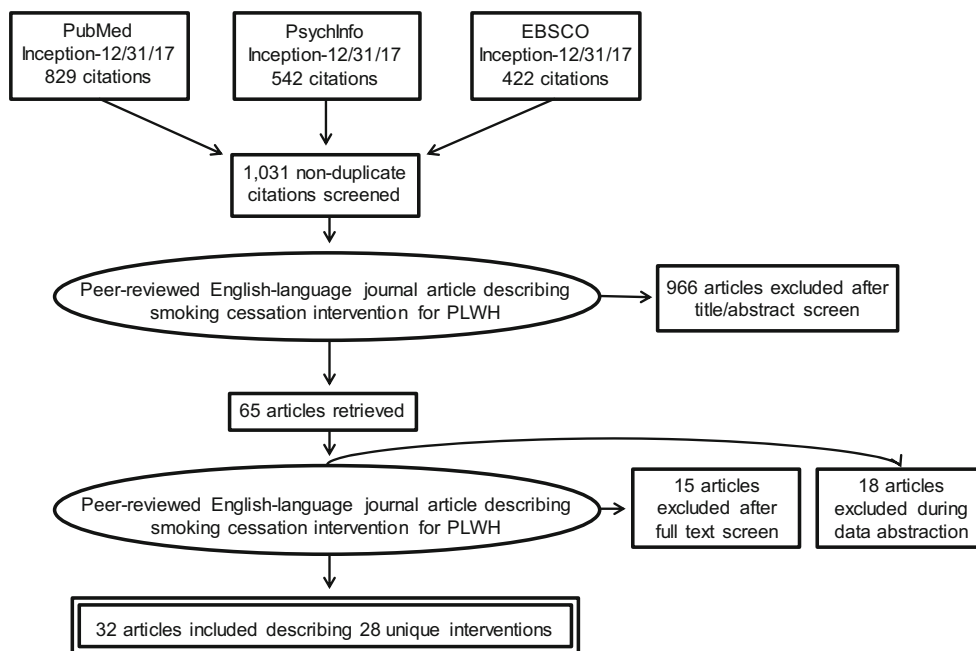 PubMed
Inception-12/31/17
829 citations
PsychInfo
Inception-12/31/17
542 citations
EBSCO
Inception-12/31/17
422 citations
1,031 non-duplicate
citations screened
Peer-reviewed English-language journal article describing
smoking cessation intervention for PLWH
966 articles excluded after
title/abstract screen
65 articles retrieved
Peer-reviewed English-language journal article describing
smoking cessation intervention for PLWH
15 articles
excluded after
full text screen
18 articles
excluded during
data abstraction
32 articles included describing 28 unique interventions